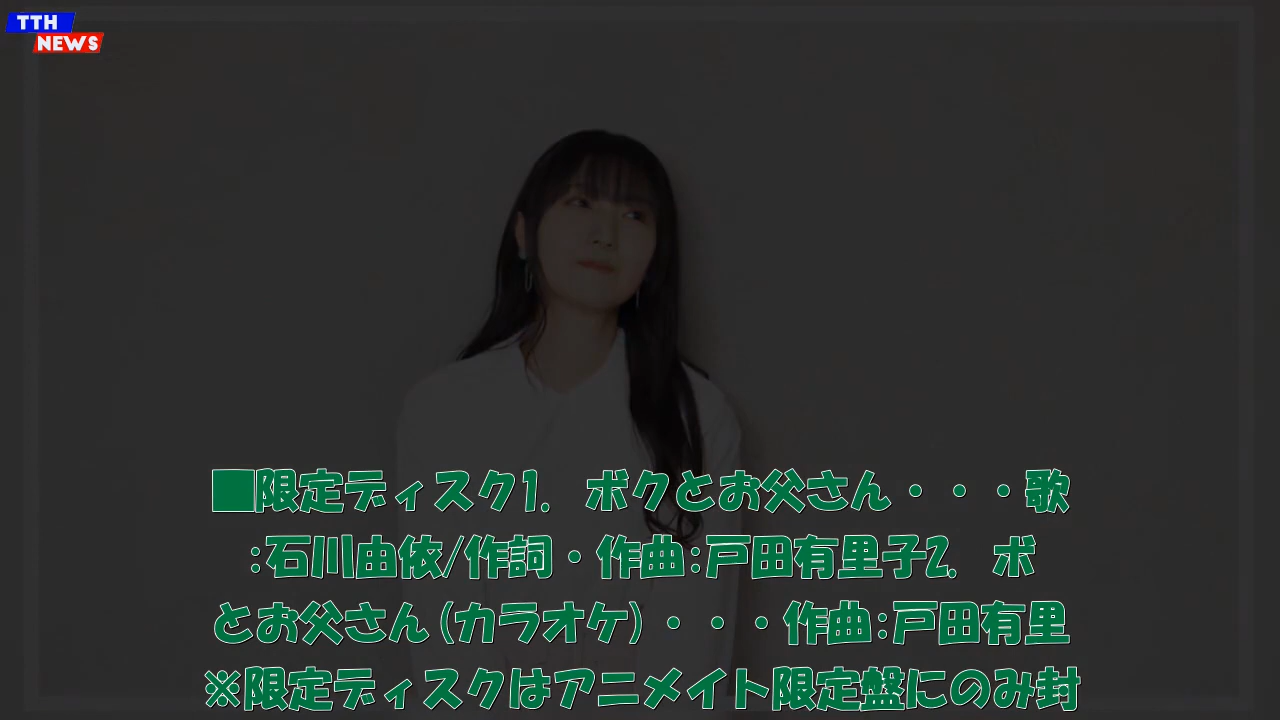 TTH
NEWS
■限定ディスク1．ボクとお父さん・・・歌
:石川由依/作詞・作曲:戸田有里子2．ボ
とお父さん(カラオケ)・・・作曲:戸田有里
※限定ディスクはアニメイト限定盤にのみ封